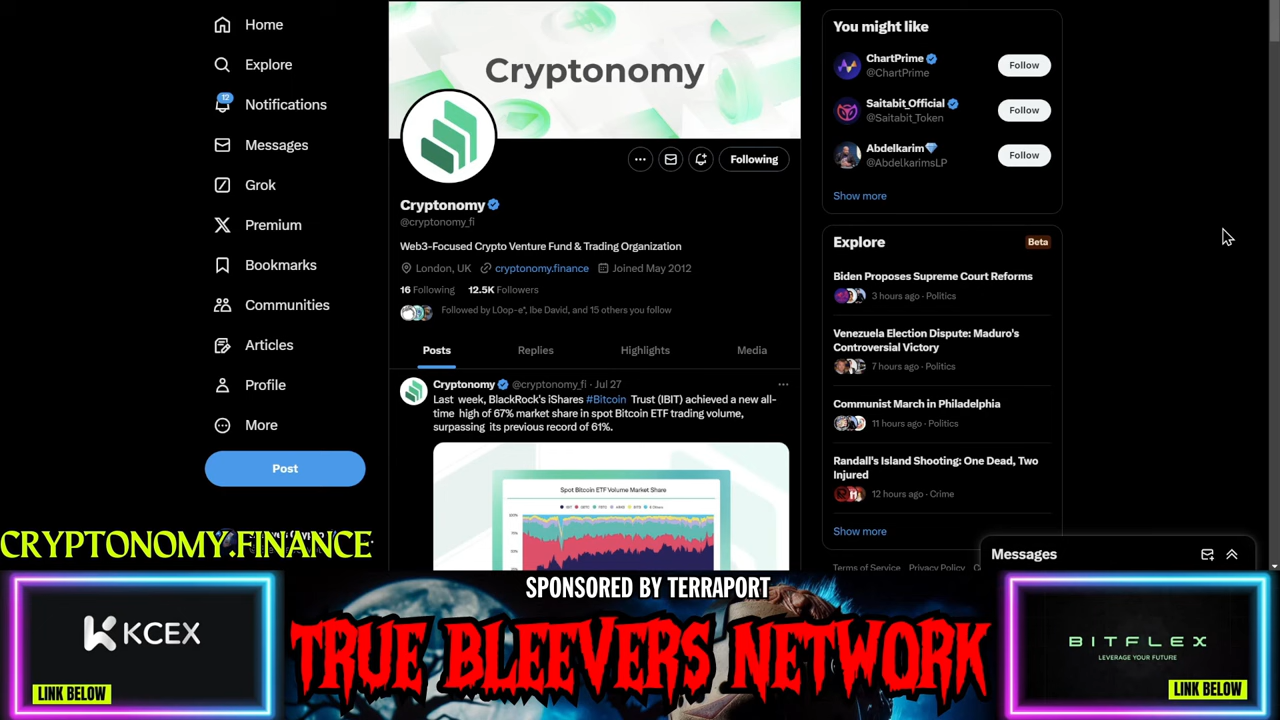 Home
Explore
12
Notifications
Messages
Grok
Premium
Bookmarks
Communities
Articles
Profile
More
Post
Cryptonomy
Following
Cryptonomy
@cryptonomy_fi
Web3-Focused Crypto Venture Fund & Trading Organization
London, UK cryptonomy.finance Joined May 2012
16 Following 12.5K Followers
Followed by L0op-e*, Ibe David, and 15 others you follow
Posts Replies Highlights Media
Cryptonomy @cryptonomy_fi · Jul 27
Last week, BlackRock's iShares #Bitcoin Trust (IBIT) achieved a new all-
time high of 67% market share in spot Bitcoin ETF trading volume,
surpassing its previous record of 61%.
Spot Bitcoin ETF Volume Market Share
100%
75%
50%
You might like
ChartPrime
@ChartPrime
Follow
Saitabit_Official
@Saitabit_Token
Follow
Abdelkarim
@AbdelkarimsLP
Follow
Show more
Explore
Beta
Biden Proposes Supreme Court Reforms
3 hours ago · Politics
Venezuela Election Dispute: Maduro's
Controversial Victory
7 hours ago · Politics
Communist March in Philadelphia
11 hours ago · Politics
Randall's Island Shooting: One Dead, Two
Injured
12 hours ago · Crime
Show more
Terms of Service Privacy Policy
Messages
CRYPTONOMY.FINANCE
KCEX
LINK BELOW
SPONSORED BY TERRAPORT
TRUE BLEEVERS NETWORK
BITFLEX
LEVERAGE YOUR FUTURE
LINK BELOW